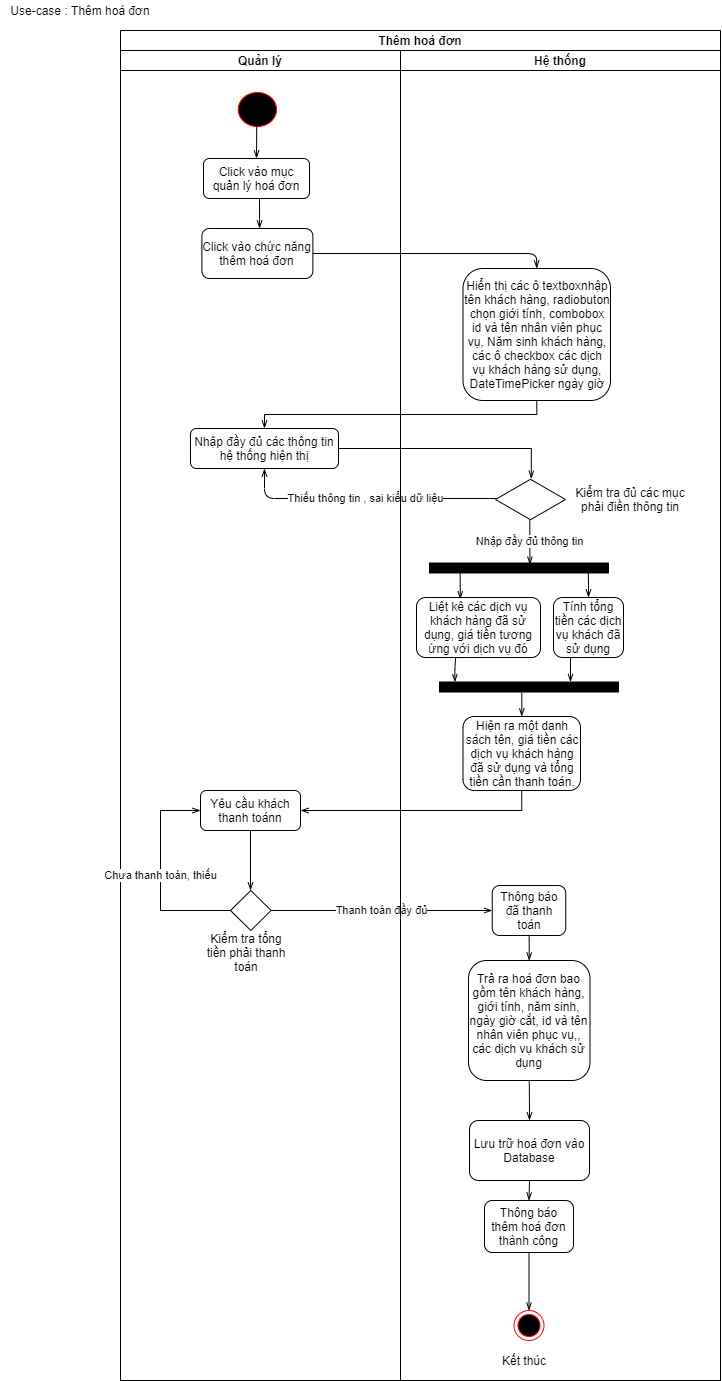 Use-case : Thêm hoá đơn
Thêm hoá đơn
Quản lý
Hệ thống
Click vào mục
quản lý hoá đơn
Click vào chức năng
thêm hoá đơn
Hiển thị các ô textboxnhập
tên khách hàng, radiobuton
chọn giới tính, combobox
id và tên nhân viên phục
vụ, Năm sinh khách hàng,
các ô checkbox các dịch
vụ khách hàng sử dụng,
DateTimePicker ngày giờ
Nhập đầy đủ các thông tin
hệ thống hiện thị
Kiểm tra đủ các mục
phải điền thông tin
Thiếu thông tin , sai kiểu dữ liệu
Nhập đầy đủ thông tin
Liệt kê các dịch vụ
khách hàng đã sử
dụng, giá tiền tương
ứng với dịch vụ đó
Tính tổng
tiền các dịch
vụ khách đã
sử dụng
Hiện ra một danh
sách tên, giá tiền các
dịch vụ khách hàng
đã sử dụng và tổng
tiền cần thanh toán.
Yêu cầu khách
thanh toánn
Chưa thanh toán, thiếu
Kiểm tra tổng
tiền phải thanh
toán
Thanh toán đầy đủ
Thông báo
đã thanh
toán
Trả ra hoá đơn bao
gồm tên khách hàng,
giới tính, năm sinh,
ngày giờ cắt, id và tên
nhân viên phục vụ,,
các dịch vụ khách sử
dụng
Lưu trữ hoá đơn vào
Database
Thông báo
thêm hoá đơn
thành công
Kết thúc